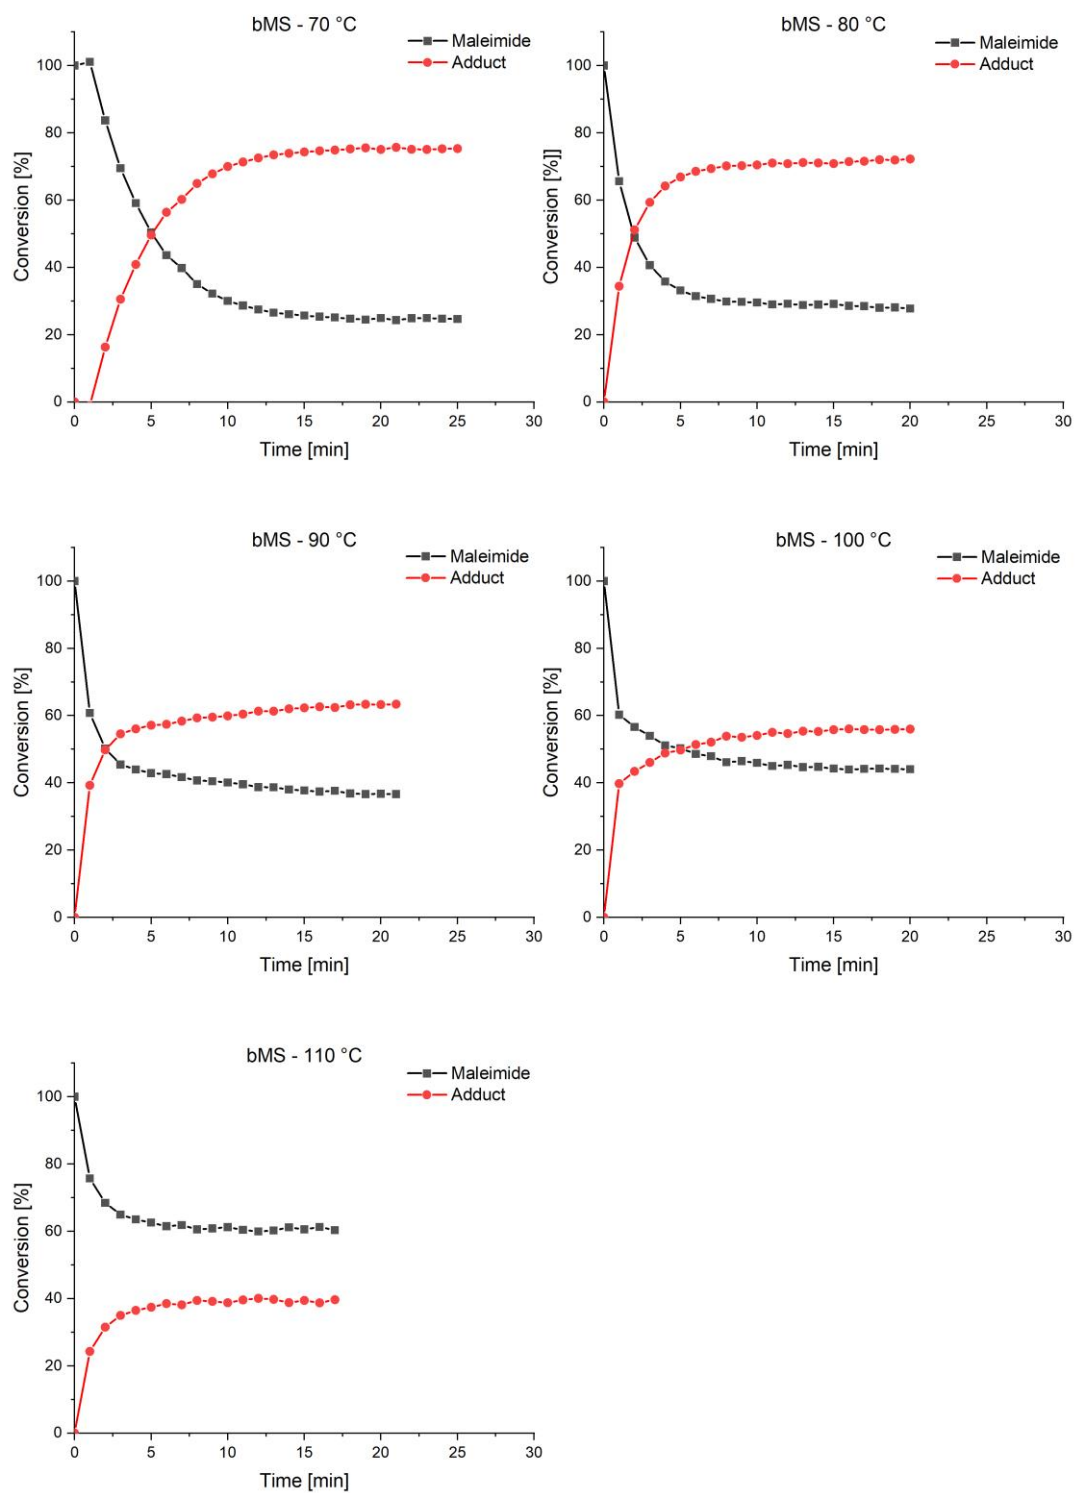 bMS - 70 °C
Maleimide
Adduct
100
80
60
40
20
0
Conversion [%]
0 5 10 15 20 25 30
Time [min]
bMS - 80 °C
Maleimide
Adduct
100
80
60
40
20
0
Conversion [%]]
0 5 10 15 20 25 30
Time [min]
bMS - 90 °C
Maleimide
Adduct
100
80
60
40
20
0
Conversion [%]
0 5 10 15 20 25 30
Time [min]
bMS - 100 °C
Maleimide
Adduct
100
80
60
40
20
0
Conversion [%]
0 5 10 15 20 25 30
Time [min]
bMS - 110 °C
Maleimide
Adduct
100
80
60
40
20
0
Conversion [%]
0 5 10 15 20 25 30
Time [min]